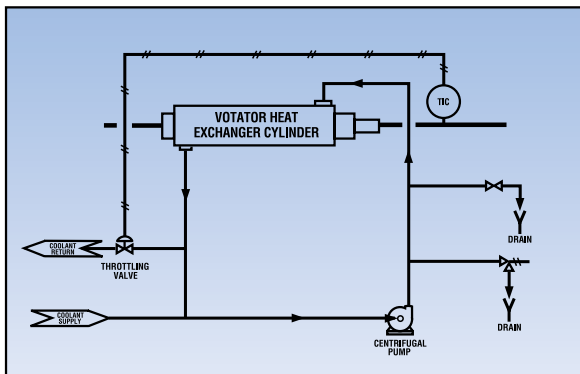 TIC
VOTATOR HEAT
EXCHANGER CYLINDER
DRAIN
COOLANT
RETURN
THROTTLING
VALVE
COOLANT
SUPPLY
CENTRIFUGAL
PUMP
DRAIN